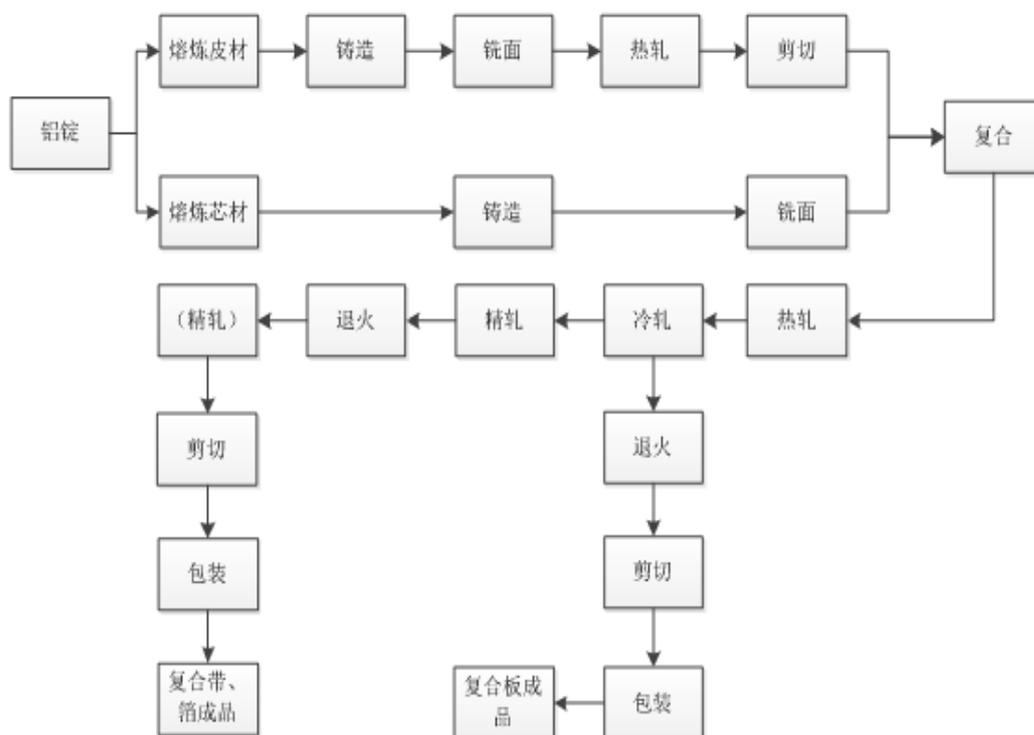 熔炼皮材
铸造
铣面
热轧
剪切
铝锭
复合
熔炼芯材
铸造
铣面
（精轧）
退火
精轧
冷轧
热轧
剪切
退火
包装
剪切
复合带、
箔成品
复合板成
品
包装